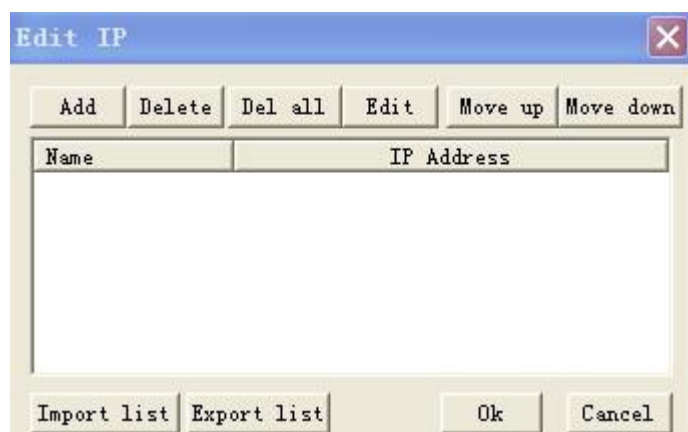 Edit IP
Add Delete Del all Edit Move up Move down
Name IP Address
Import list Export list Ok Cancel